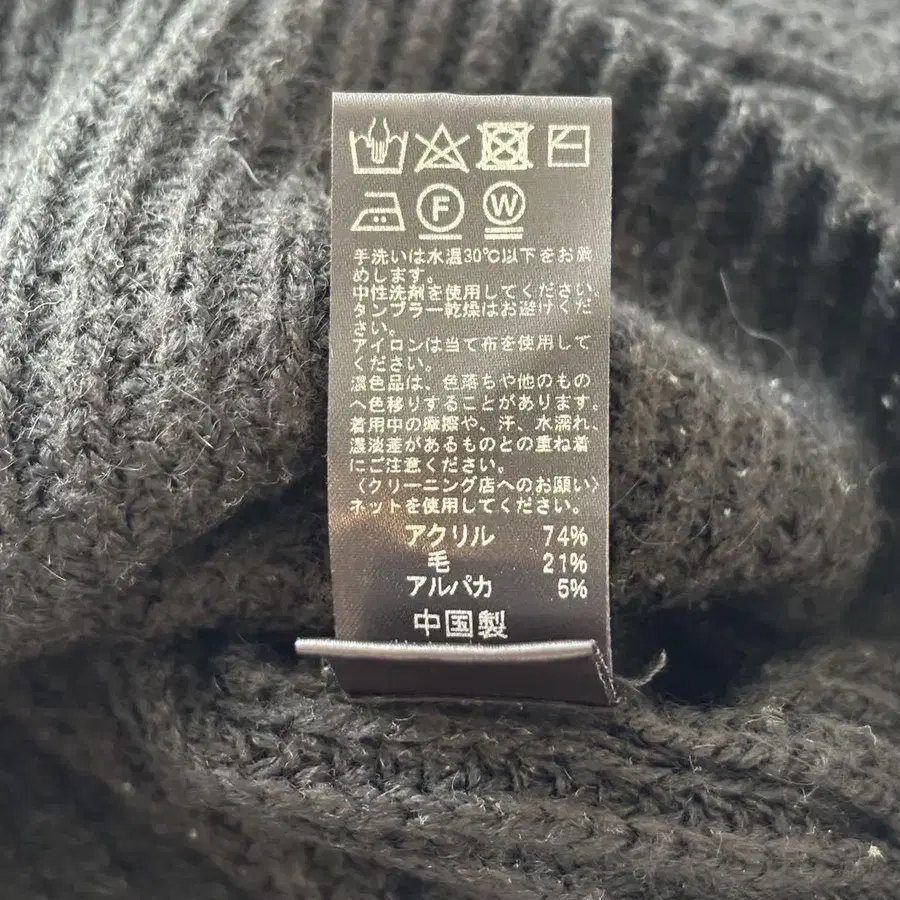 F W
手洗いは水温30℃以下をお薦
めします。
中性洗剤を使用してください。
タンブラー乾燥はお避けくだ
さい。
アイロンは当て布を使用して
ください。
濃色品は、色落ちや他のもの
へ色移りすることがあります。
着用中の摩擦や、汗、水濡れ、
濃淡差があるものとの重ね着
にご注意ください。
〈クリーニング店へのお願い〉
ネットを使用してください。
アクリル 74%
毛 21%
アルパカ 5%
中国製